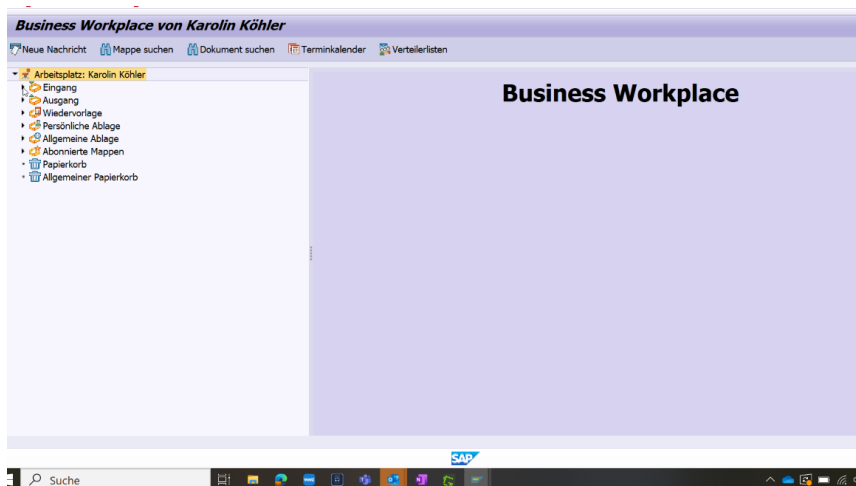 Business Workplace von Karolin Köhler
Neue Nachricht Mappe suchen Dokument suchen Terminkalender Verteilerlisten
Arbeitsplatz: Karolin Köhler
Eingang
Ausgang
Wiedervorlage
Persönliche Ablage
Allgemeine Ablage
Abonnierte Mappen
Papierkorb
Allgemeiner Papierkorb
Business Workplace
SAP
Suche